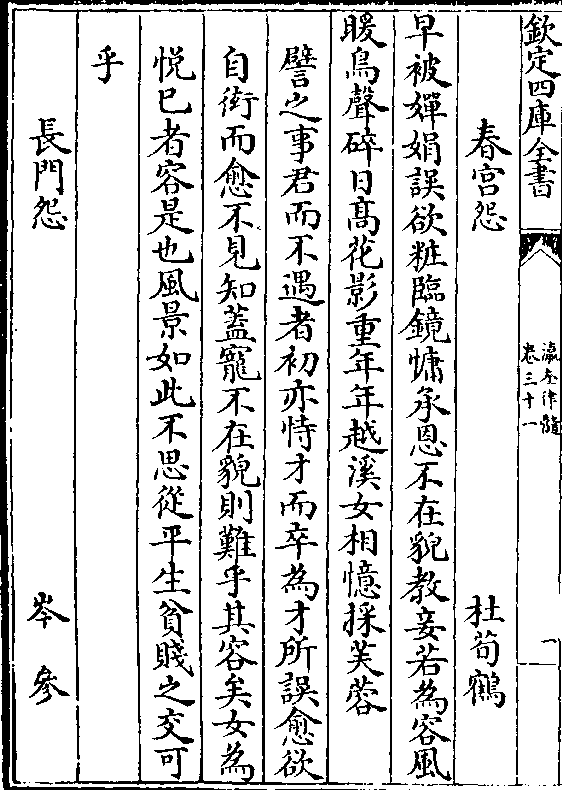 欽定四庫全書
瀛奎律髓
卷三十一
一
春宫怨　杜荀鶴
早被嬋娟誤欲粧臨鏡慵承恩不在貌教妾若為容風
暖鳥聲碎日髙花影重年年越溪女相憶採芙蓉
譬之事君而不遇者初亦恃才而卒為才所誤愈欲
自衒而愈不見知蓋寵不在貌則難乎其容矣女為
悦已者容是也風景如此不思從平生貧賤之交可
乎
長門怨　岑參